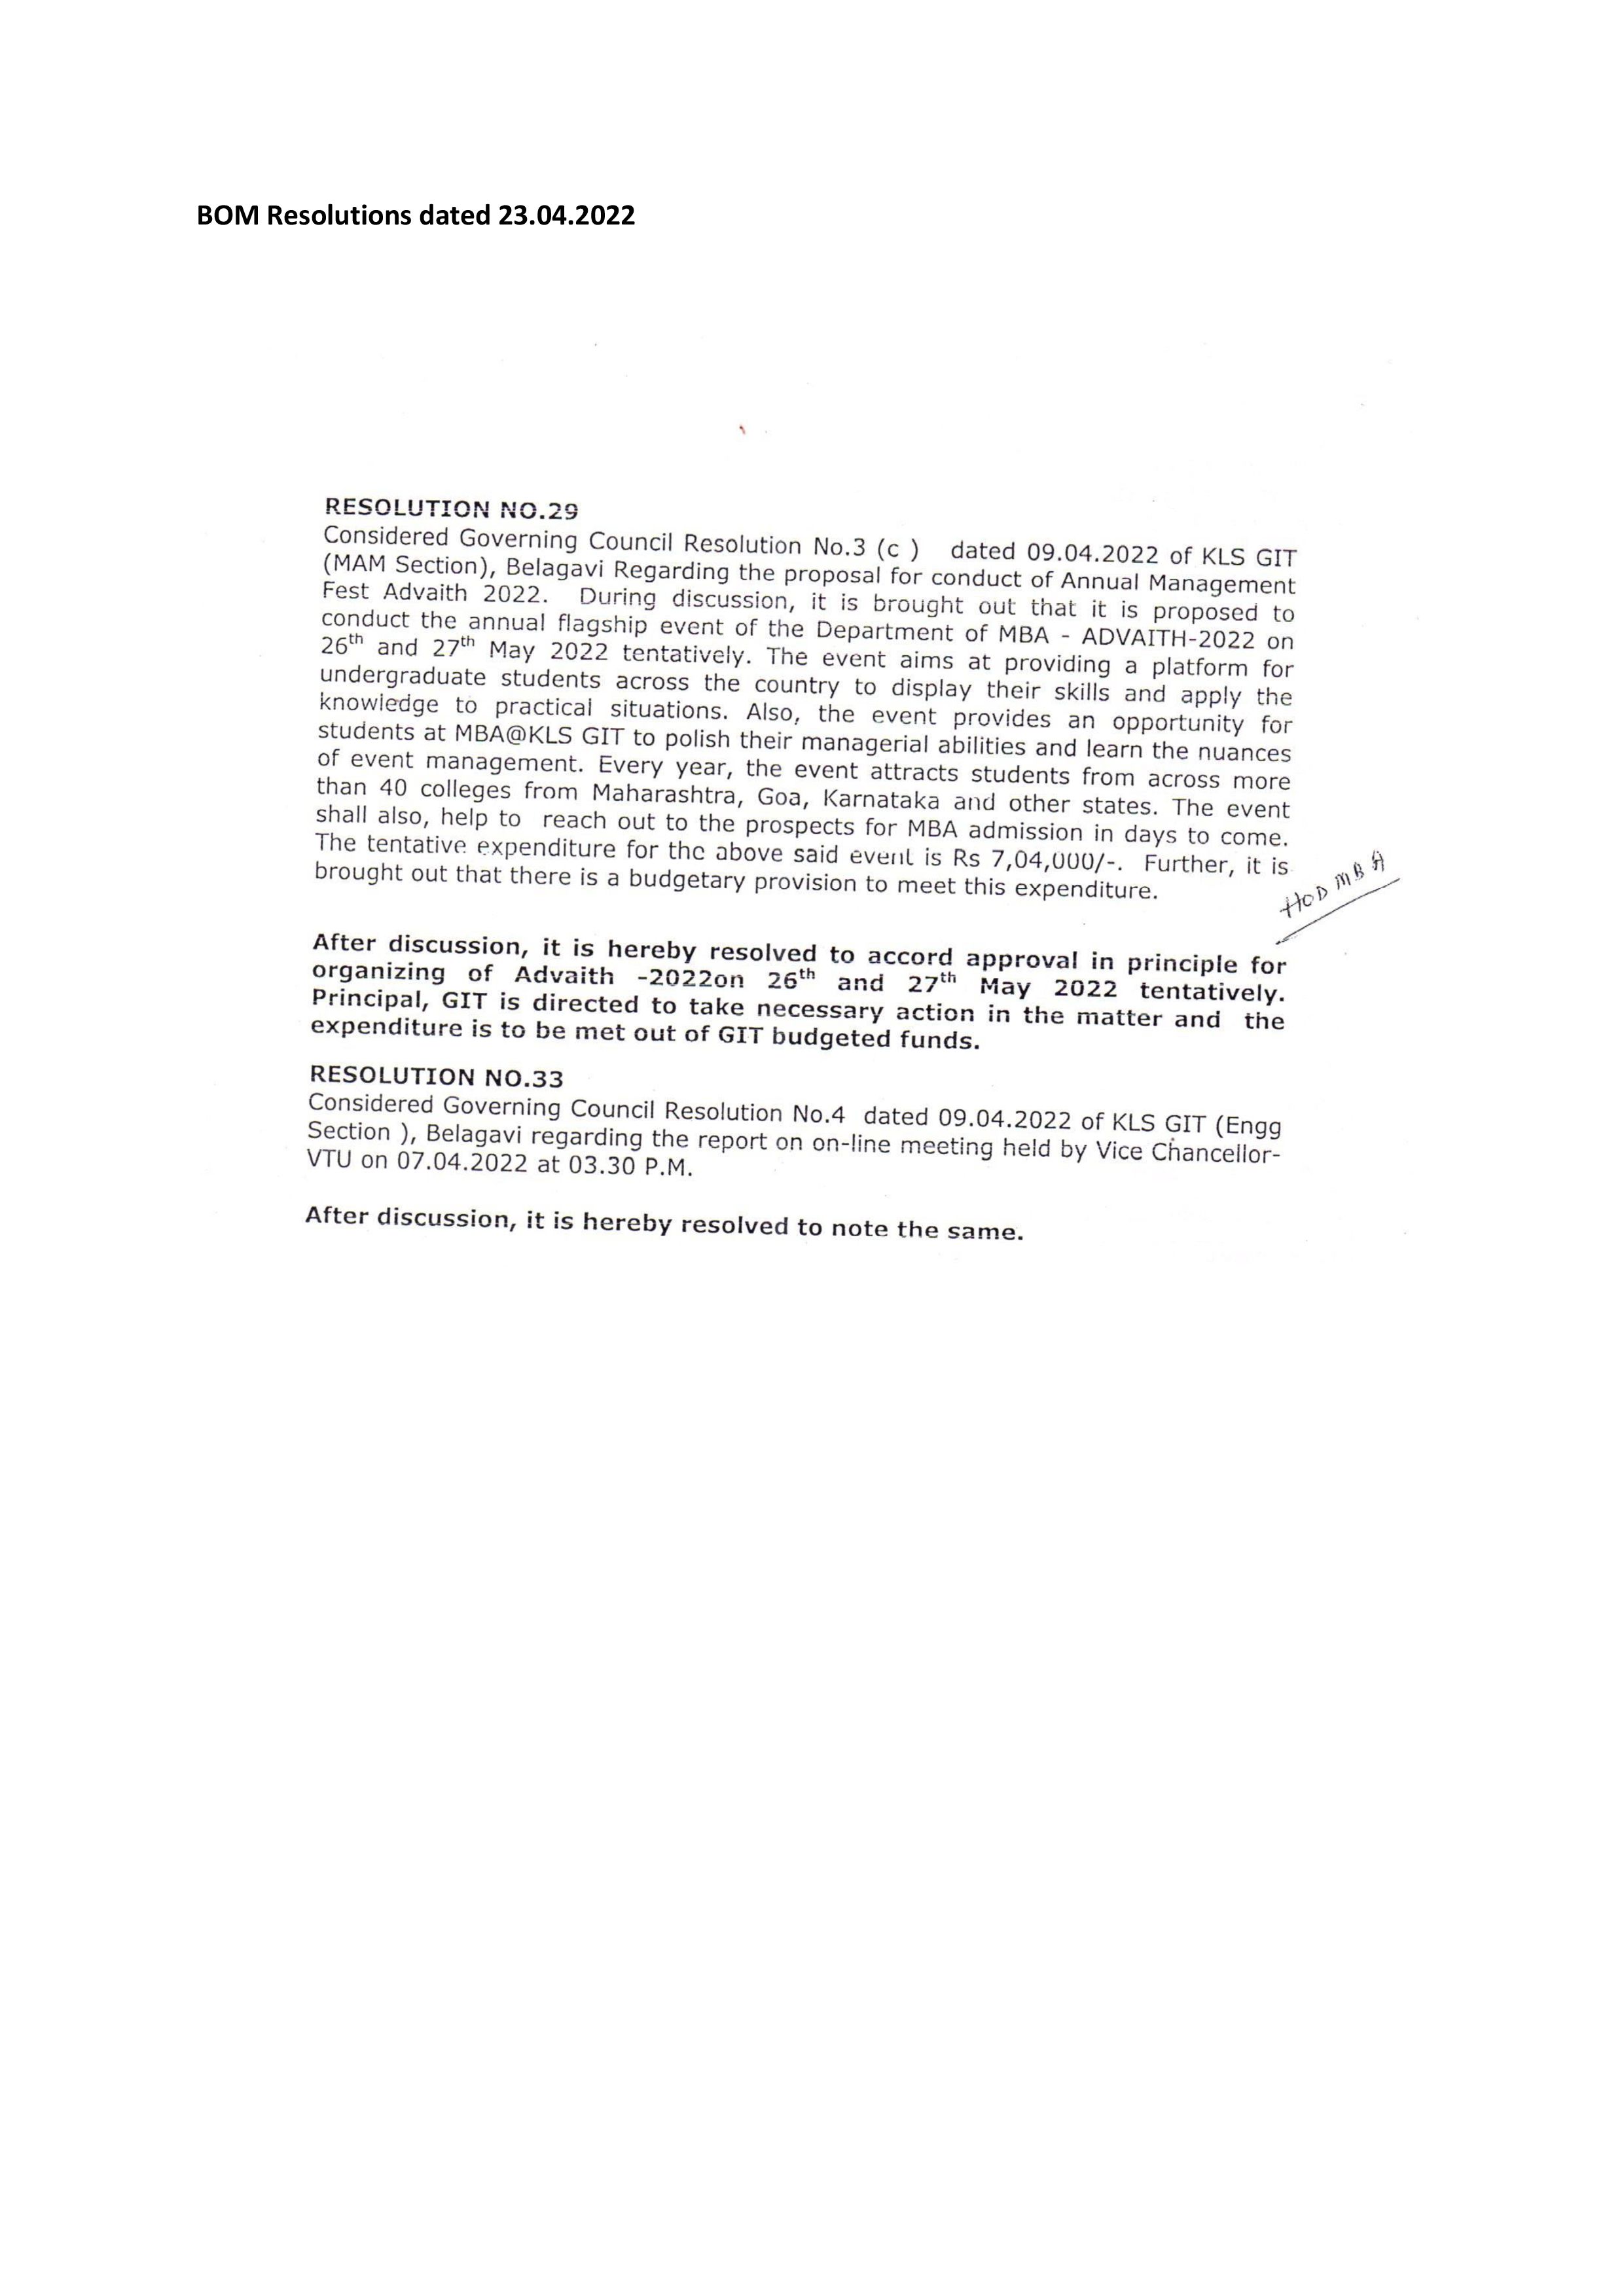 BOM Resolutions dated 23.04.2022
RESOLUTION NO.29
Considered Governing Council Resolution No.3 (c ) dated 09.04.2022 of KLS GIT
(MAM Section), Belagavi Regarding the proposal for conduct of Annual Management
Fest Advaith 2022. During discussion, it is brought out that it is proposed to
conduct the annual flagship event of the Department of MBA - ADVAITH-2022 on
26th and 27th May 2022 tentatively. The event aims at providing a platform for
undergraduate students across the country to display their skills and apply the
knowledge to practical situations. Also, the event provides an opportunity for
students at MBA@KLS GIT to polish their managerial abilities and learn the nuances
of event management. Every year, the event attracts students from across more
than 40 colleges from Maharashtra, Goa, Karnataka and other states. The event
shall also, help to reach out to the prospects for MBA admission in days to come.
The tentative expenditure for the above said event is Rs 7,04,000/-. Further, it is
brought out that there is a budgetary provision to meet this expenditure.
HOD MBA
After discussion, it is hereby resolved to accord approval in principle for
organizing of Advaith -2022on 26th and 27th May 2022 tentatively.
Principal, GIT is directed to take necessary action in the matter and the
expenditure is to be met out of GIT budgeted funds.
RESOLUTION NO.33
Considered Governing Council Resolution No.4 dated 09.04.2022 of KLS GIT (Engg
Section ), Belagavi regarding the report on on-line meeting held by Vice Chancellor-
VTU on 07.04.2022 at 03.30 P.M.
After discussion, it is hereby resolved to note the same.